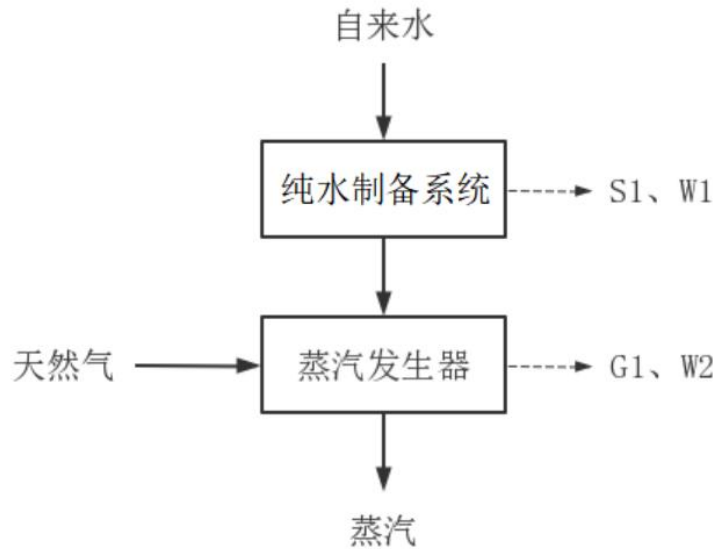 自来水
纯水制备系统
S1、W1
天然气
蒸汽发生器
G1、W2
蒸汽